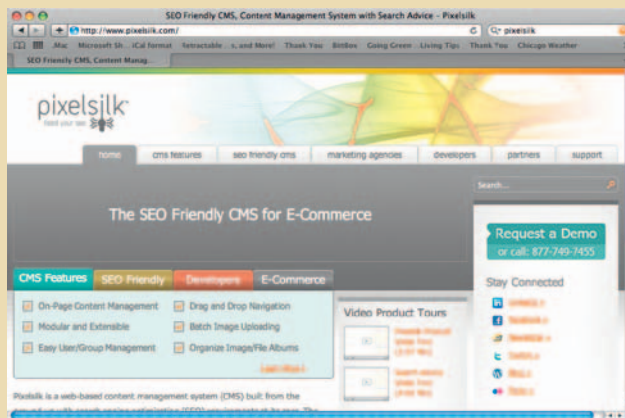 SEO Friendly CMS, Content Management System with Search Advice – Pixelsilk
http://www.pixelsilk.com/
pixelsilk
.Mac Microsoft Sh... iCal format Retractable ...s, and More! Thank You BitBox Going Green ...Living Tips Thank You Chicago Weather
SEO Friendly CMS, Content Manag...
pixelsilk
feed your seo
home cms features seo friendly cms marketing agencies developers partners support
Search...
The SEO Friendly CMS for E-Commerce
Request a Demo
or call: 877-749-7455
CMS Features SEO Friendly Developers E-Commerce
Stay Connected
On-Page Content Management Drag and Drop Navigation
Modular and Extensible Batch Image Uploading
Easy User/Group Management Organize Image/File Albums
Video Product Tours
Pixelsilk is a web-based content management system (CMS) built from the